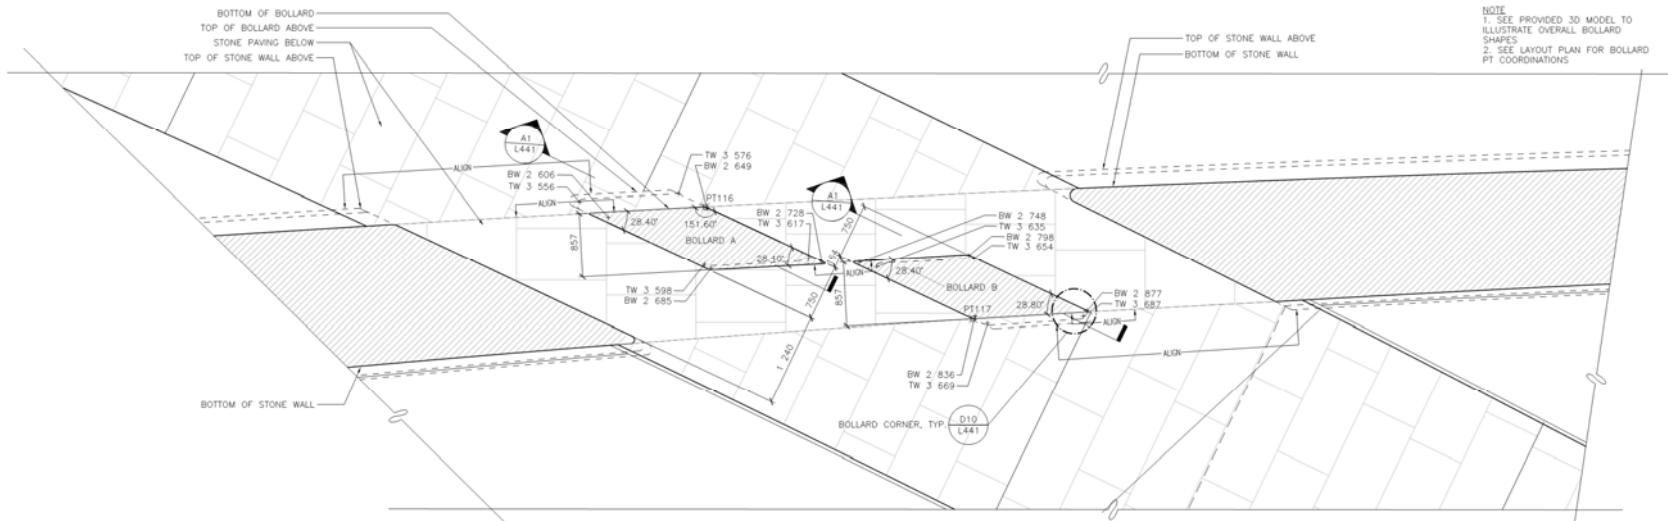 BOTTOM OF BOLLARD
TOP OF BOLLARD ABOVE
STONE PAVING BELOW
TOP OF STONE WALL ABOVE
TOP OF STONE WALL ABOVE
BOTTOM OF STONE WALL
NOTE
1. SEE PROVIDED 3D MODEL TO
ILLUSTRATE OVERALL BOLLARD
SHAPES
2. SEE LAYOUT PLAN FOR BOLLARD
PT COORDINATIONS
A1
L441
ALIGN
TW 3 576
BW 2 649
BW 2 606
TW 3 556
ALIGN
PT116
28.40°
151.60°
BOLLARD A
857
28.40°
BW 2 728
TW 3 617
A1
L441
750
BW 2 748
TW 3 635
BW 2 798
TW 3 654
ALIGN
28.40°
BOLLARD B
TW 3 598
BW 2 685
750
857
PT117
28.80°
BW 2 877
TW 3 687
ALIGN
ALIGN
1 240
BW 2 836
TW 3 669
BOTTOM OF STONE WALL
BOLLARD CORNER, TYP.
D10
L441